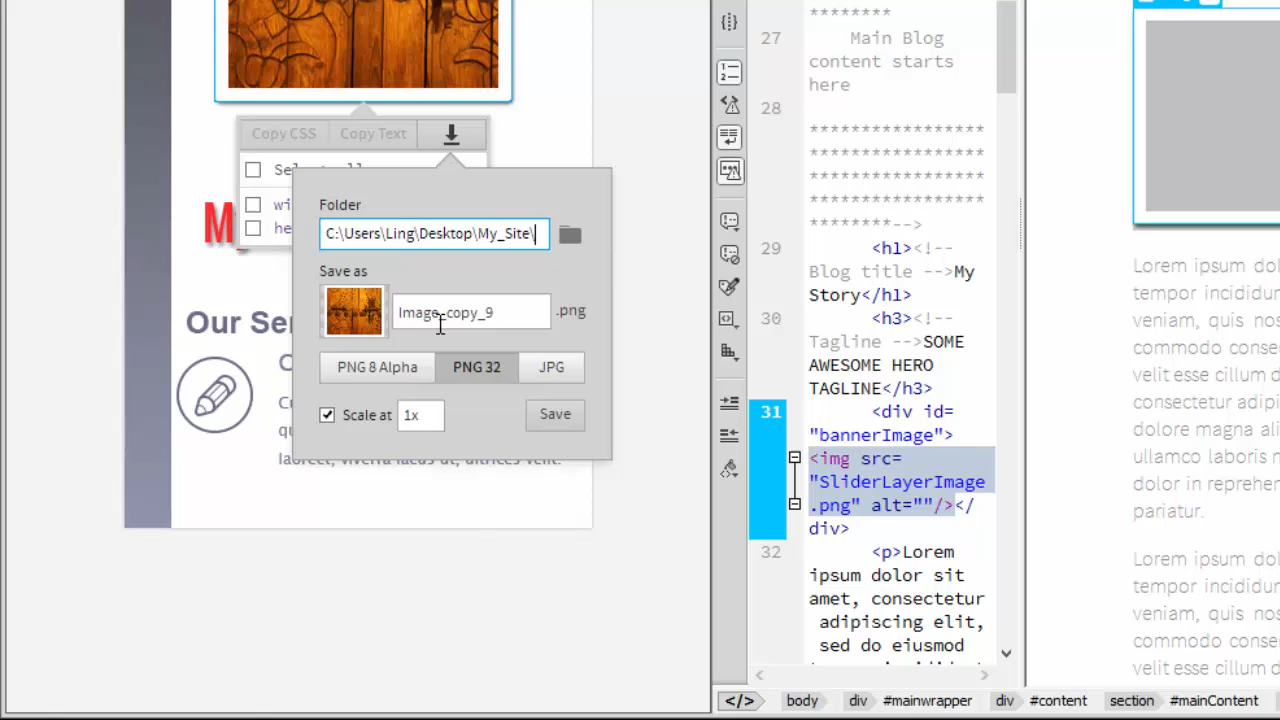 Copy CSS
Copy Text
wi
he
M
Folder
C:\Users\Ling\Desktop\My_Site\
Save as
Image_copy_9
.png
PNG 8 Alpha
PNG 32
JPG
Scale at
1x
Save
Our Ser
********
27
Main Blog
content starts
here
28
*****************
*****************
*****************
*****************
********-->
29
<h1><!--
Blog title -->My
Story</h1>
30
<h3><!--
Tagline -->SOME
AWESOME HERO
TAGLINE</h3>
31
<div id=
"bannerImage">
<img src=
"SliderLayerImage
.png" alt=""/></
div>
32
<p>Lorem
ipsum dolor sit
amet, consectetur
adipiscing elit,
sed do eiusmod
Lorem ipsum dol
tempor incididun
veniam, quis nos
commodo conse
velit esse cillum d
consectetur adipi
dolore magna ali
ullamco laboris n
dolor in repreher
pariatur.
Lorem ipsum dol
tempor incididun
veniam, quis nos
commodo conse
velit esse cillum d
</> body div #mainwrapper div #content section #mainContent